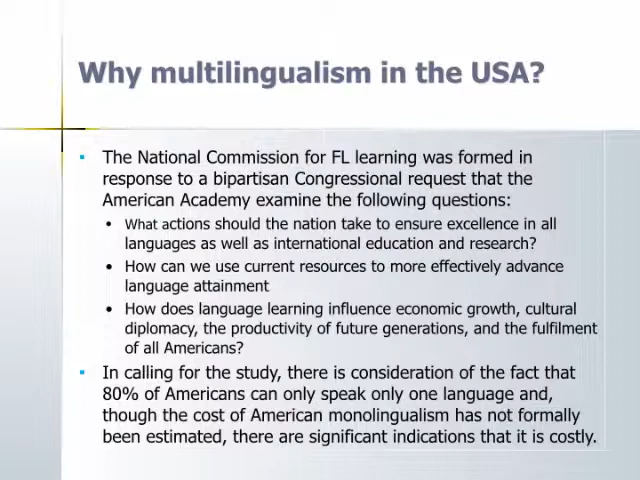 Why multilingualism in the USA?
The National Commission for FL learning was formed in
response to a bipartisan Congressional request that the
American Academy examine the following questions:
• What actions should the nation take to ensure excellence in all
languages as well as international education and research?
• How can we use current resources to more effectively advance
language attainment
• How does language learning influence economic growth, cultural
diplomacy, the productivity of future generations, and the fulfilment
of all Americans?
In calling for the study, there is consideration of the fact that
80% of Americans can only speak only one language and,
though the cost of American monolingualism has not formally
been estimated, there are significant indications that it is costly.